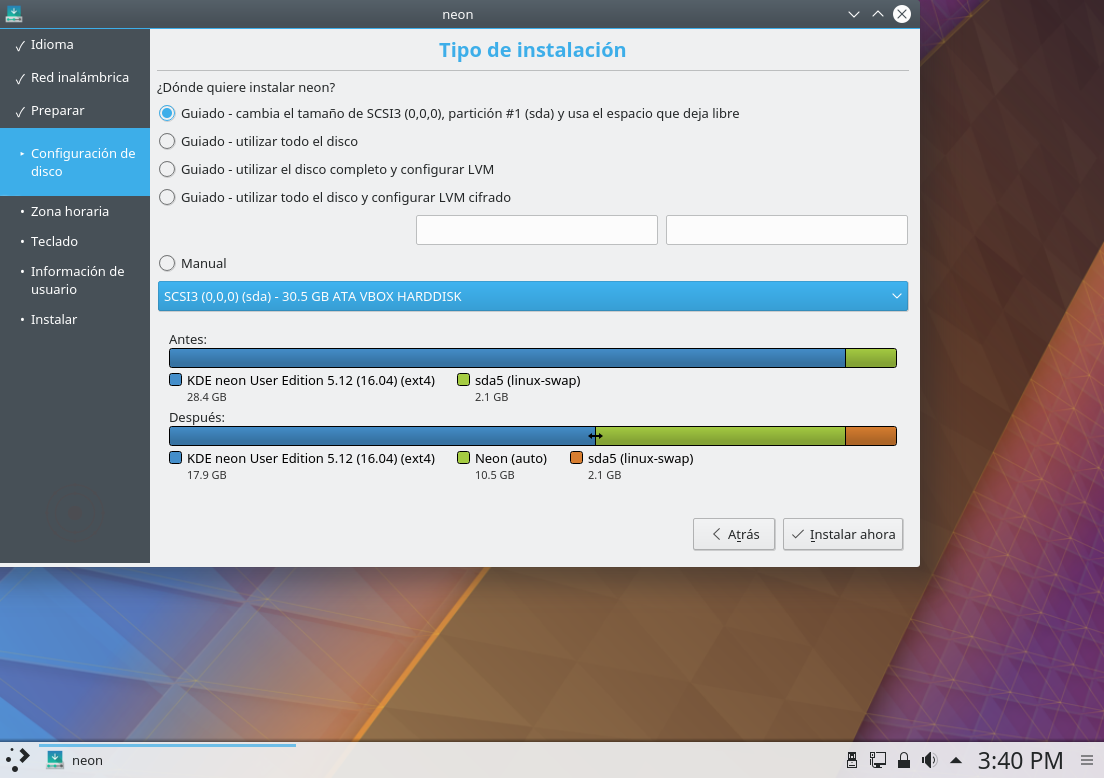 neon
Idioma
Red inalámbrica
Preparar
Configuración de
disco
Zona horaria
Teclado
Información de
usuario
Instalar
Tipo de instalación
¿Dónde quiere instalar neon?
Guiado - cambia el tamaño de SCSI3 (0,0,0), partición #1 (sda) y usa el espacio que deja libre
Guiado - utilizar todo el disco
Guiado - utilizar el disco completo y configurar LVM
Guiado - utilizar todo el disco y configurar LVM cifrado
Manual
SCSI3 (0,0,0) (sda) - 30.5 GB ATA VBOX HARDDISK
Antes:
KDE neon User Edition 5.12 (16.04) (ext4) sda5 (linux-swap)
28.4 GB 2.1 GB
Después:
KDE neon User Edition 5.12 (16.04) (ext4) Neon (auto) sda5 (linux-swap)
17.9 GB 10.5 GB 2.1 GB
Atrás Instalar ahora
neon 3:40 PM